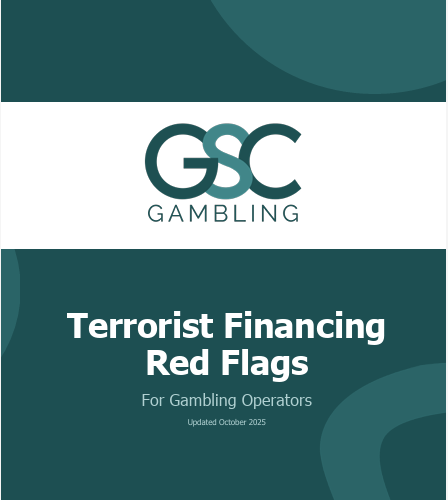 GSC
GAMBLING
Terrorist Financing
Red Flags
For Gambling Operators
Updated October 2025